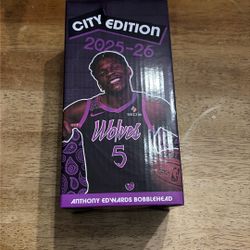 CITY EDITION
2025-26
Wolves
5
ANTHONY EDWARDS BOBBLEHEAD